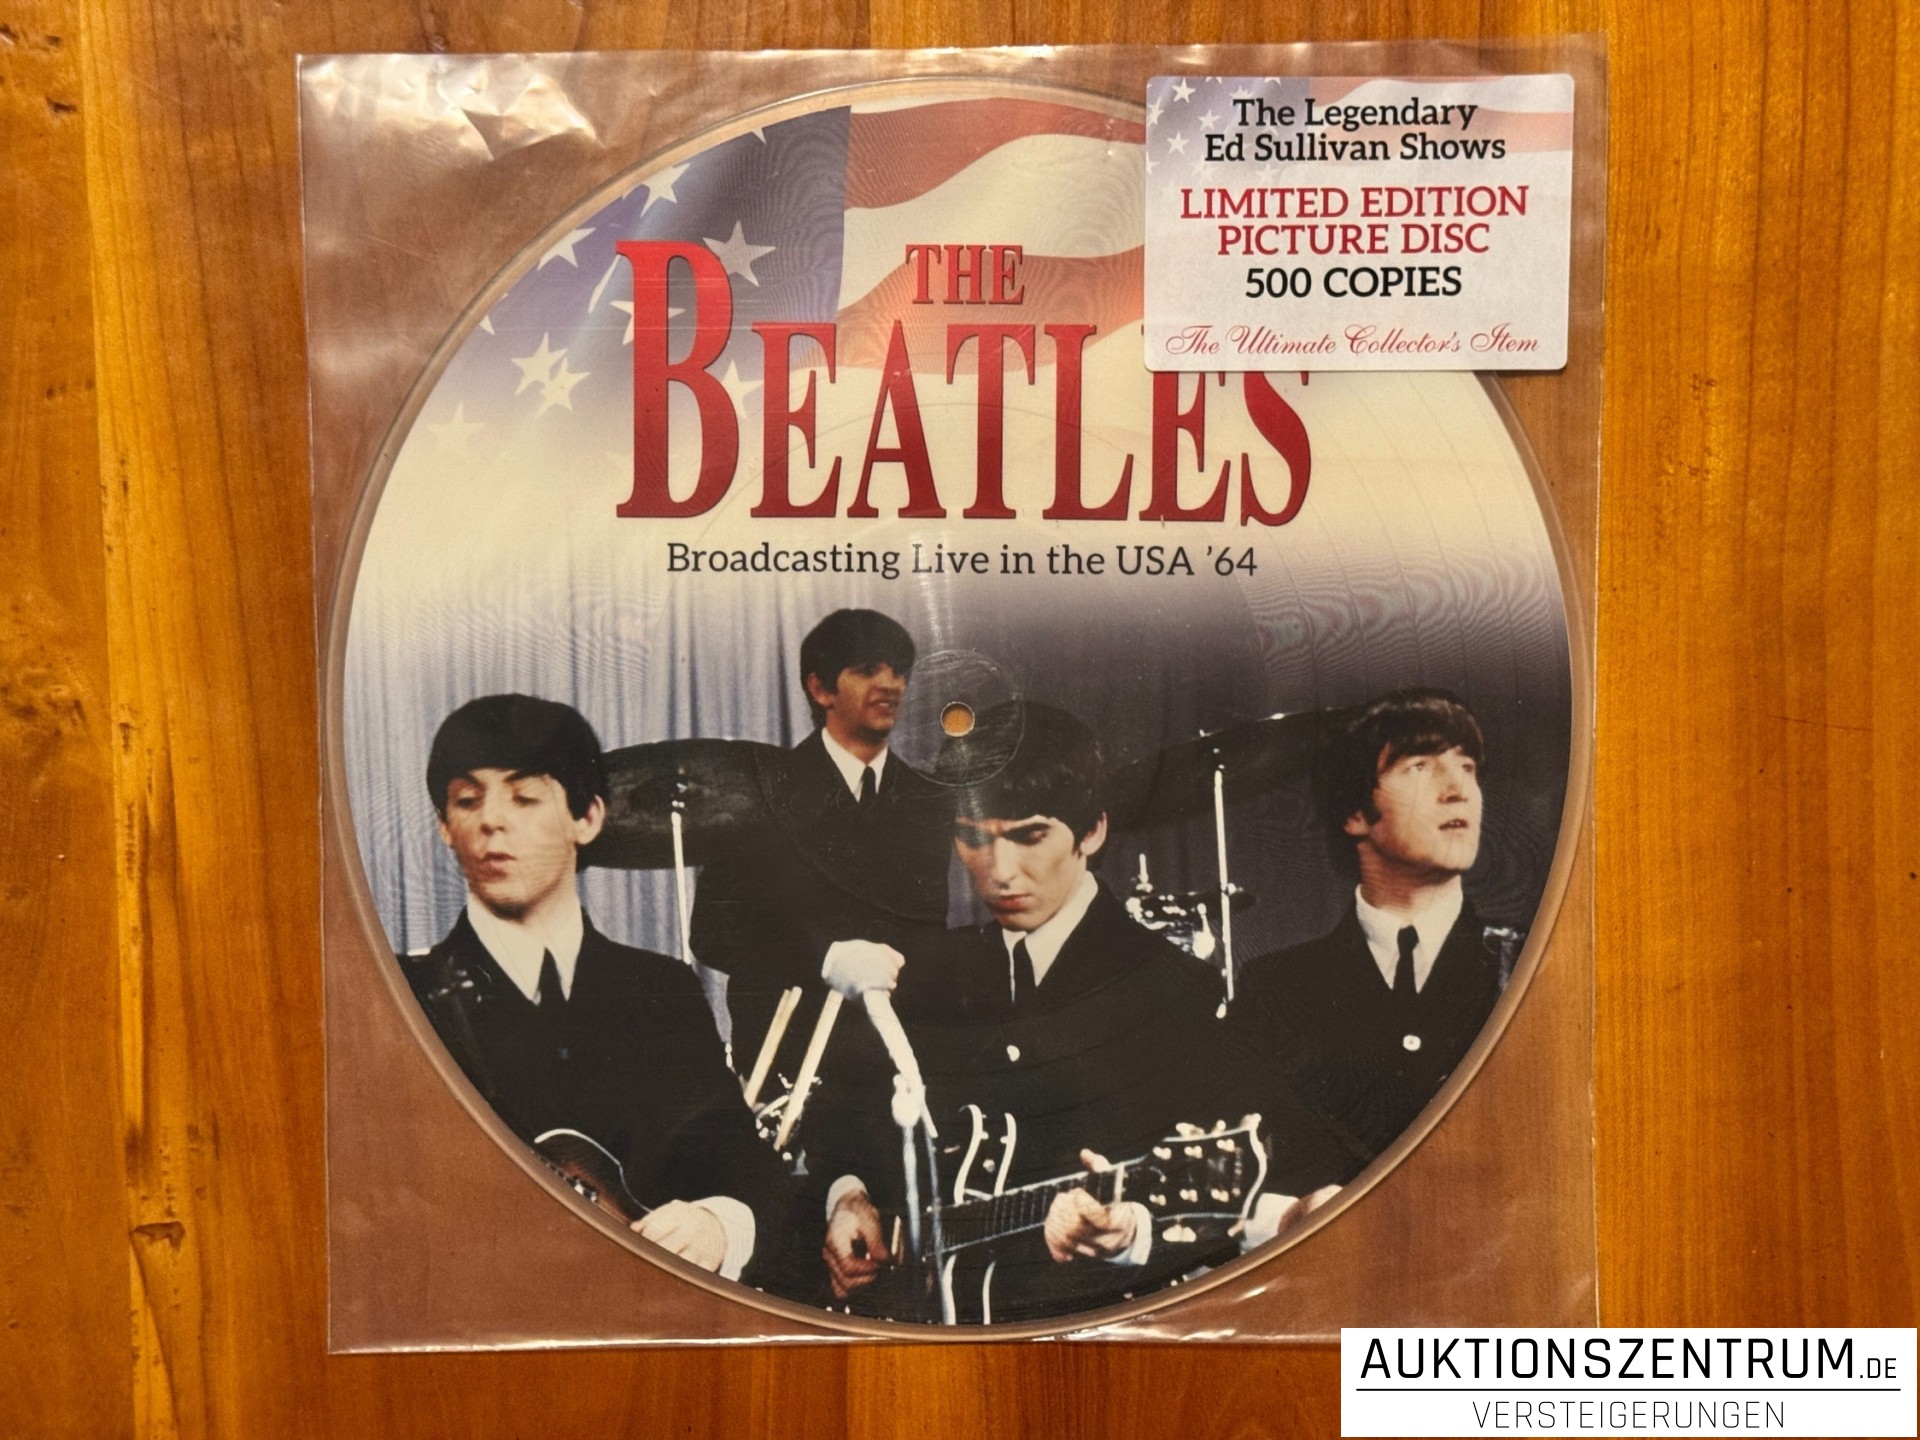 The Legendary
Ed Sullivan Shows
LIMITED EDITION
PICTURE DISC
500 COPIES
The Ultimate Collector's Item
THE
BEATLES
Broadcasting Live in the USA '64
AUKTIONSZENTRUM.DE
VERSTEIGERUNGEN